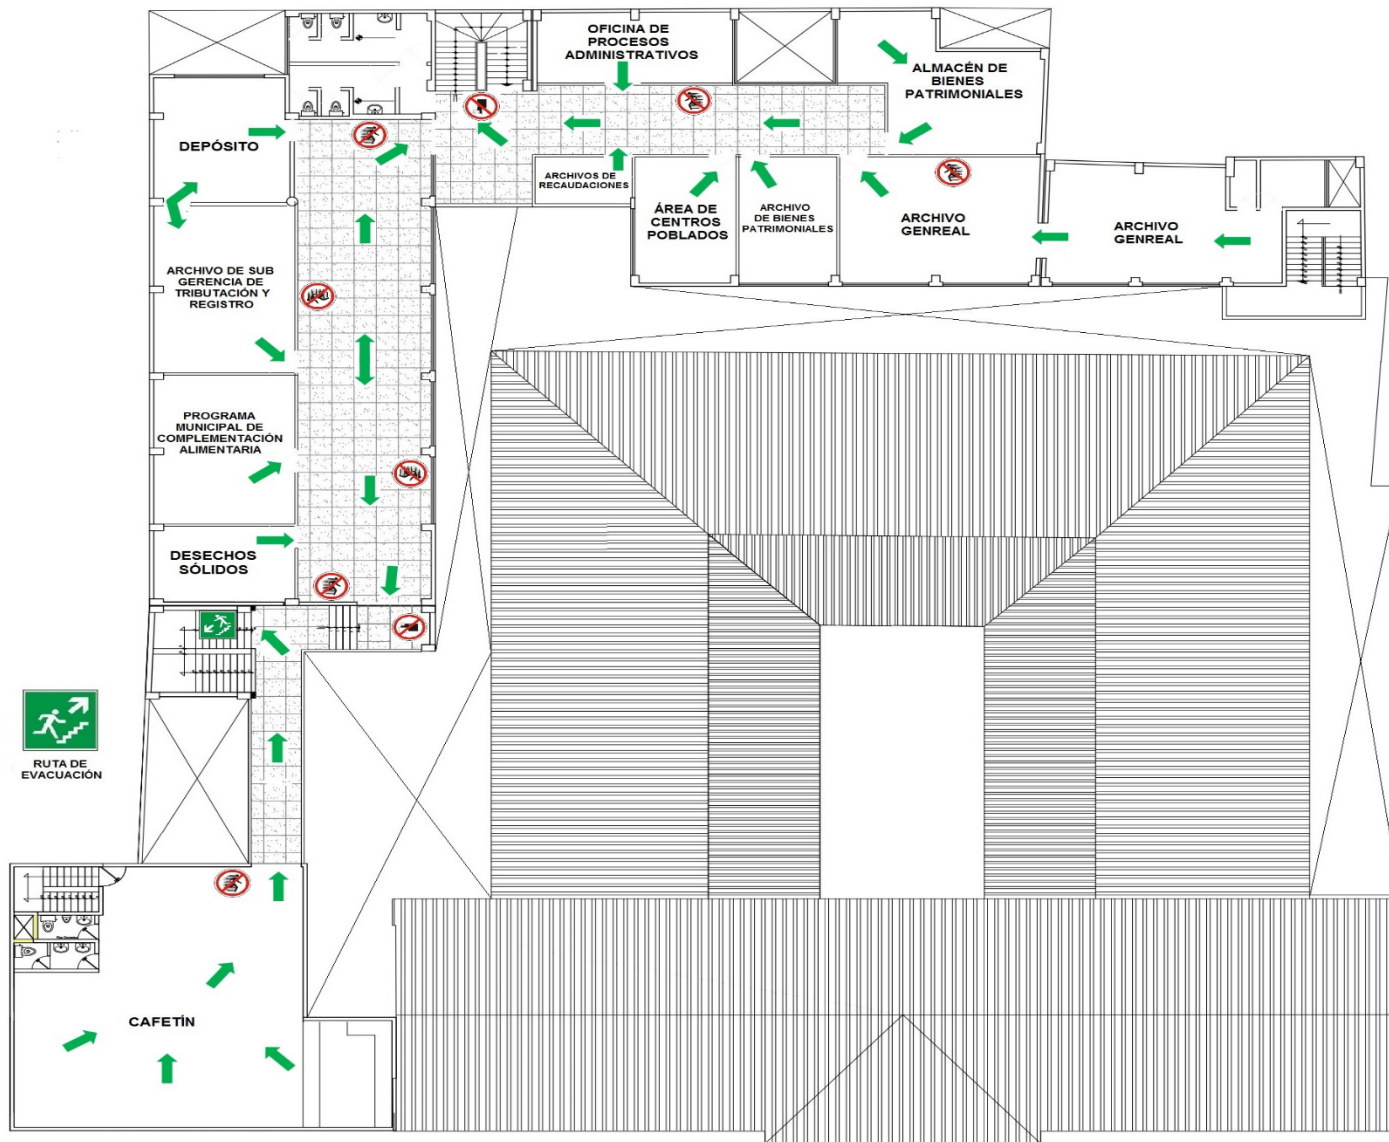 OFICINA DE
PROCESOS
ADMINISTRATIVOS
ALMACÉN DE
BIENES
PATRIMONIALES
DEPÓSITO
ARCHIVOS DE
RECAUDACIONES
ÁREA DE
CENTROS
POBLADOS
ARCHIVO
DE BIENES
PATRIMONIALES
ARCHIVO
GENREAL
ARCHIVO
GENREAL
ARCHIVO DE SUB
GERENCIA DE
TRIBUTACIÓN Y
REGISTRO
PROGRAMA
MUNICIPAL DE
COMPLEMENTACIÓN
ALIMENTARIA
DESECHOS
SÓLIDOS
RUTA DE
EVACUACIÓN
CAFETÍN